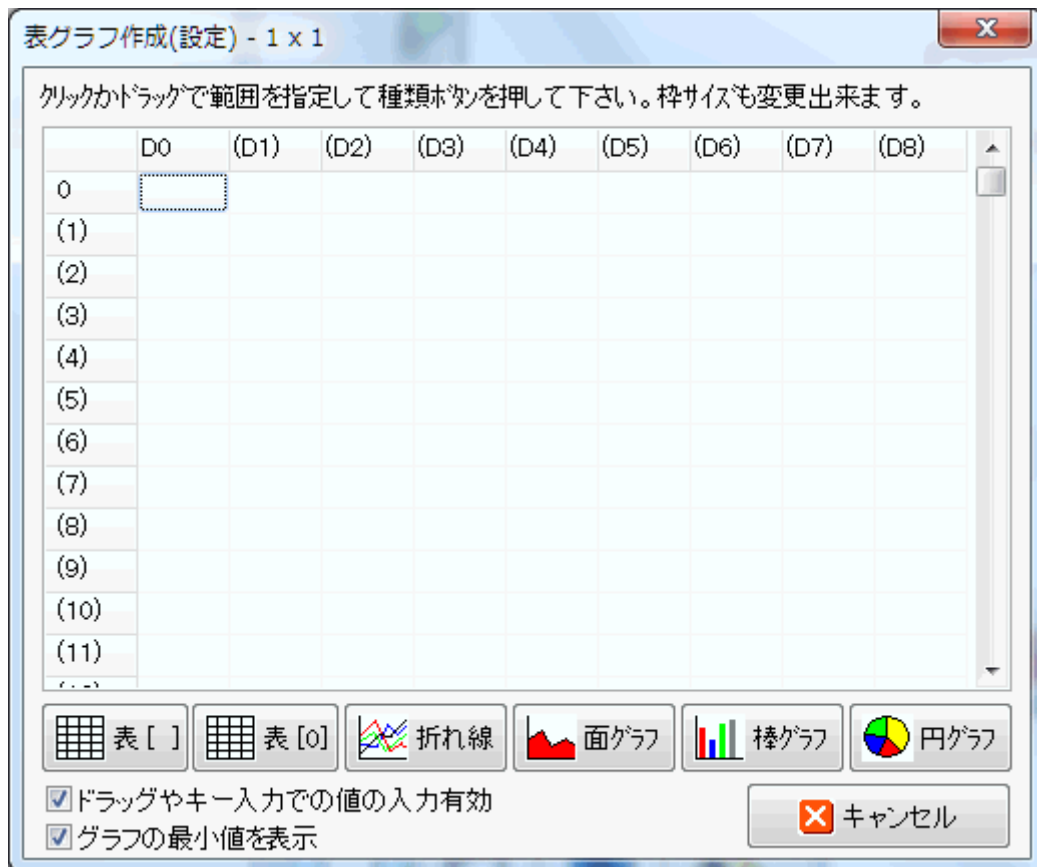 表グラフ作成(設定) - 1 x 1
ｸﾘｯｸかﾄﾞﾗｯｸﾞで範囲を指定して種類ﾎﾞﾀﾝを押して下さい。枠ｻｲｽﾞも変更出来ます。
D0 (D1) (D2) (D3) (D4) (D5) (D6) (D7) (D8)
0
(1)
(2)
(3)
(4)
(5)
(6)
(7)
(8)
(9)
(10)
(11)
表 [ ] 表 [0] 折れ線 面ｸﾞﾗﾌ 棒ｸﾞﾗﾌ 円ｸﾞﾗﾌ
ドラッグやキー入力での値の入力有効
グラフの最小値を表示
キャンセル